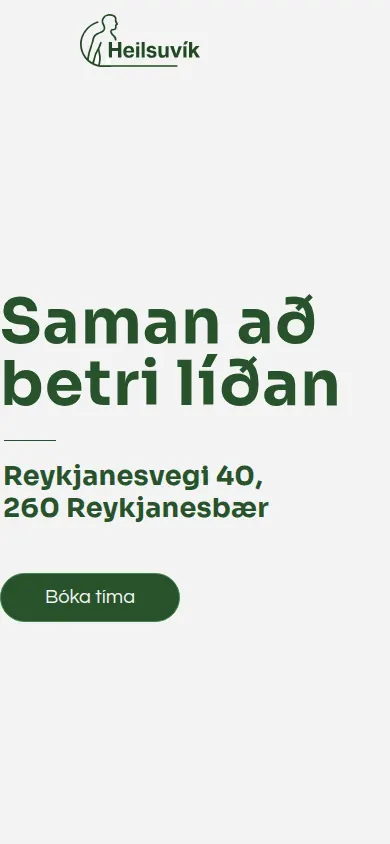 Heilsuvík
Saman að
betri líðan
Reykjanesvegi 40,
260 Reykjanesbær
Bóka tíma